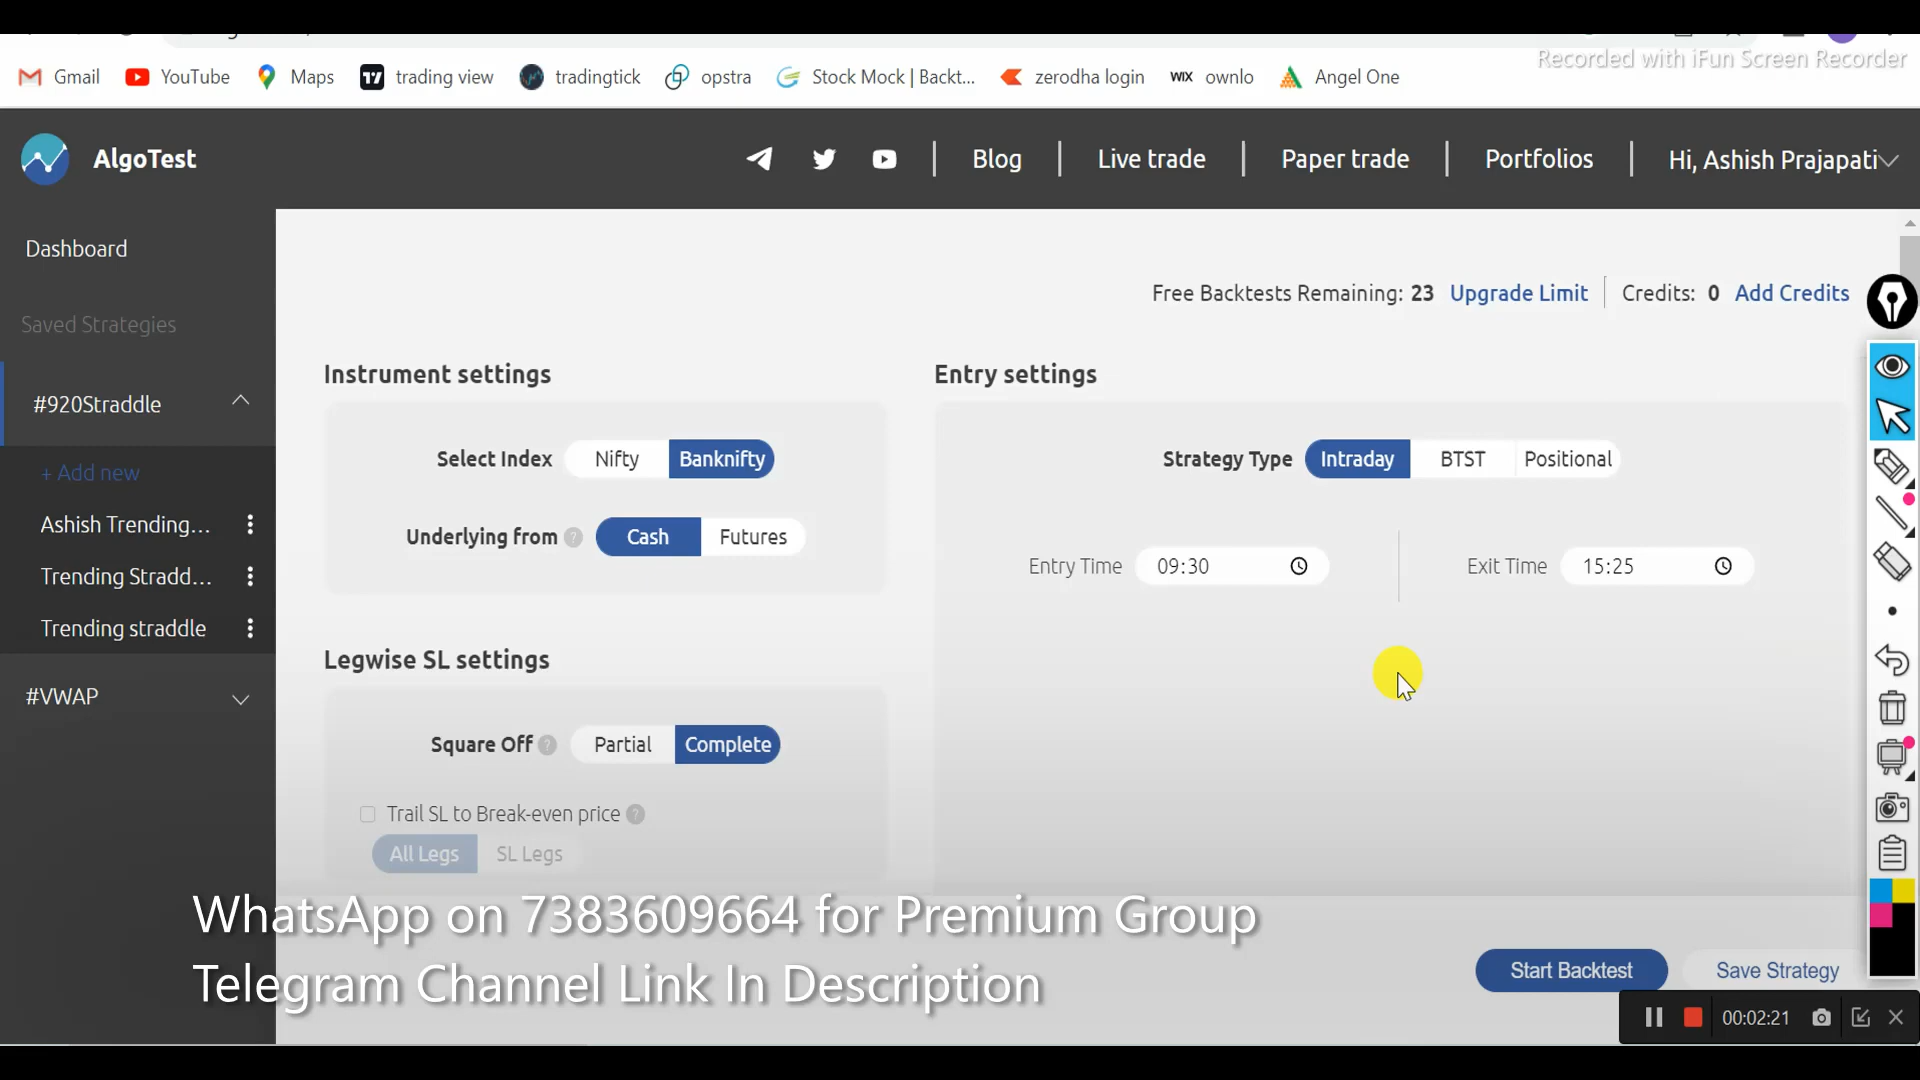 Recorded with iFun Screen Recorder
Gmail YouTube Maps trading view tradingtick opstra Stock Mock | Backt... zerodha login WIX ownlo Angel One
AlgoTest Blog Live trade Paper trade Portfolios Hi, Ashish Prajapati
Dashboard
Free Backtests Remaining: 23 Upgrade Limit Credits: 0 Add Credits
Saved Strategies
Instrument settings Entry settings
#920Straddle
Select Index Nifty Banknifty Strategy Type Intraday BTST Positional
+ Add new
Ashish Trending...
Underlying from ? Cash Futures
Entry Time 09:30 Exit Time 15:25
Trending Stradd...
Trending straddle
Legwise SL settings
#VWAP
Square Off ? Partial Complete
Trail SL to Break-even price ?
All Legs SL Legs
WhatsApp on 7383609664 for Premium Group
Telegram Channel Link In Description
Start Backtest Save Strategy
00:02:21